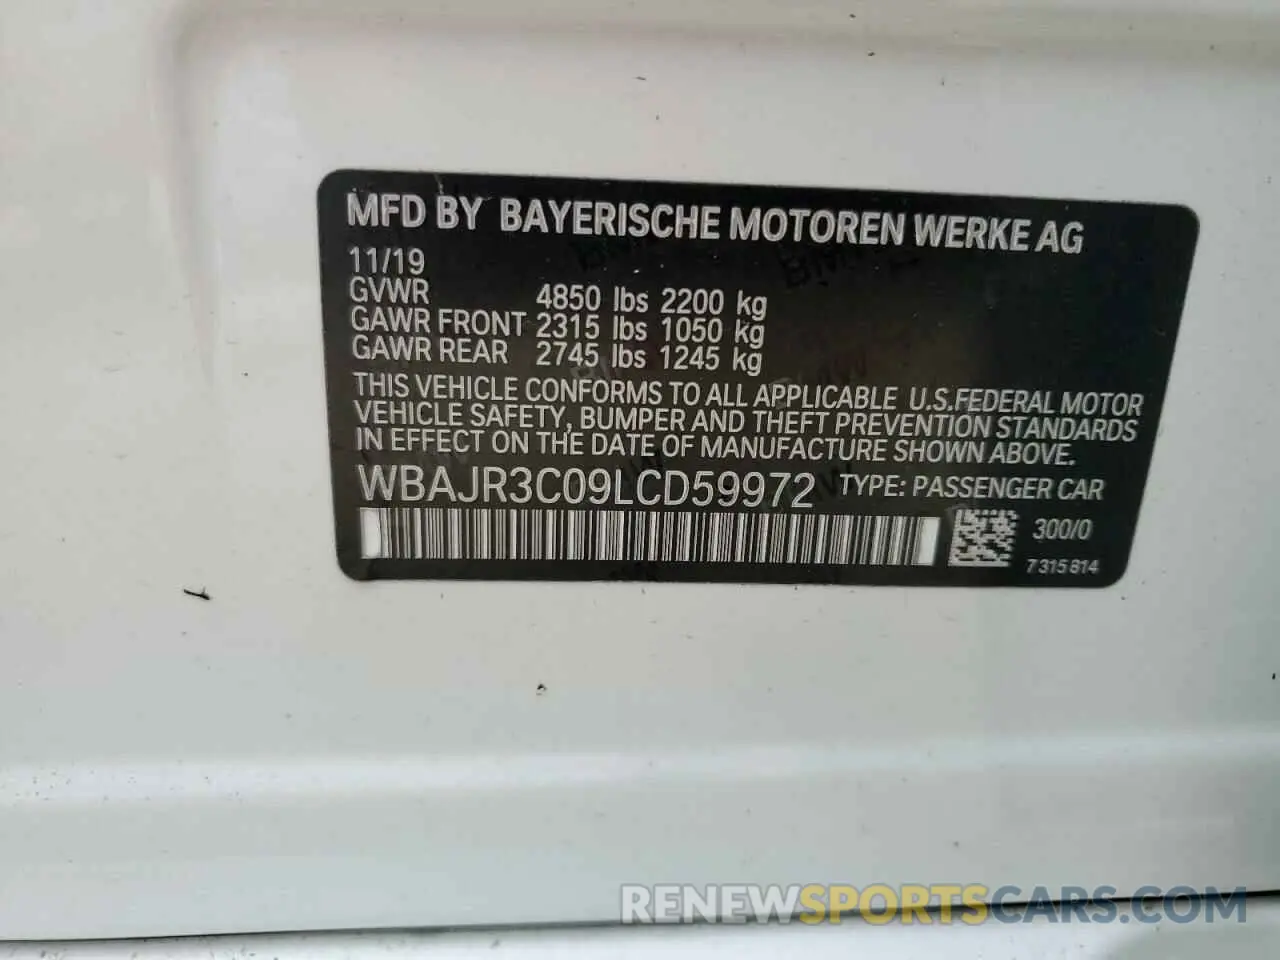 MFD BY BAYERISCHE MOTOREN WERKE AG
11/19
GVWR 4850 lbs 2200 kg
GAWR FRONT 2315 lbs 1050 kg
GAWR REAR 2745 lbs 1245 kg
THIS VEHICLE CONFORMS TO ALL APPLICABLE U.S.FEDERAL MOTOR
VEHICLE SAFETY, BUMPER AND THEFT PREVENTION STANDARDS
IN EFFECT ON THE DATE OF MANUFACTURE SHOWN ABOVE.
WBAJR3C09LCD59972 TYPE: PASSENGER CAR
300/0
7315814
RENEWSPORTSCARS.COM